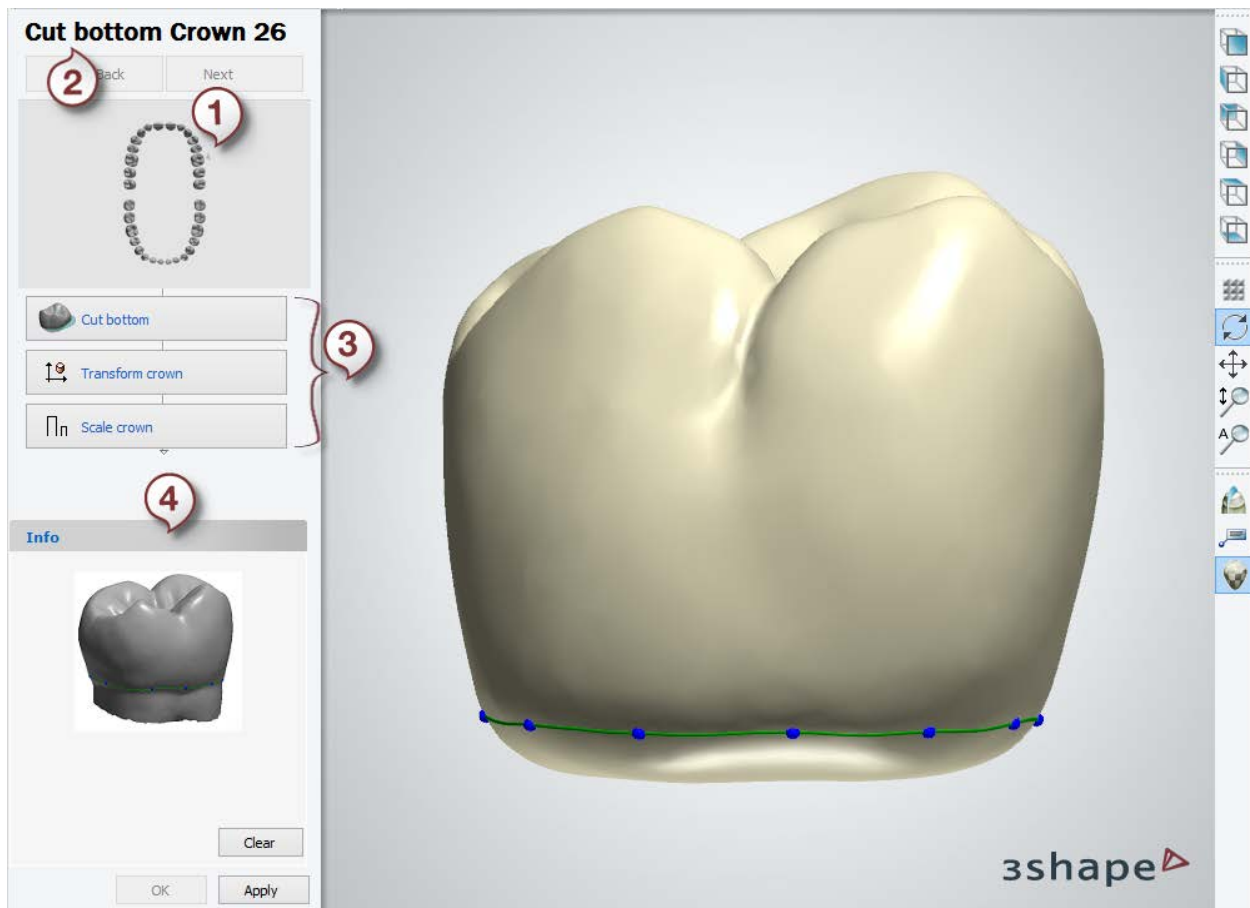 Cut bottom Crown 26
2
Back
Next
1
Cut bottom
Transform crown
Scale crown
3
4
Info
Clear
OK
Apply
A
3shape